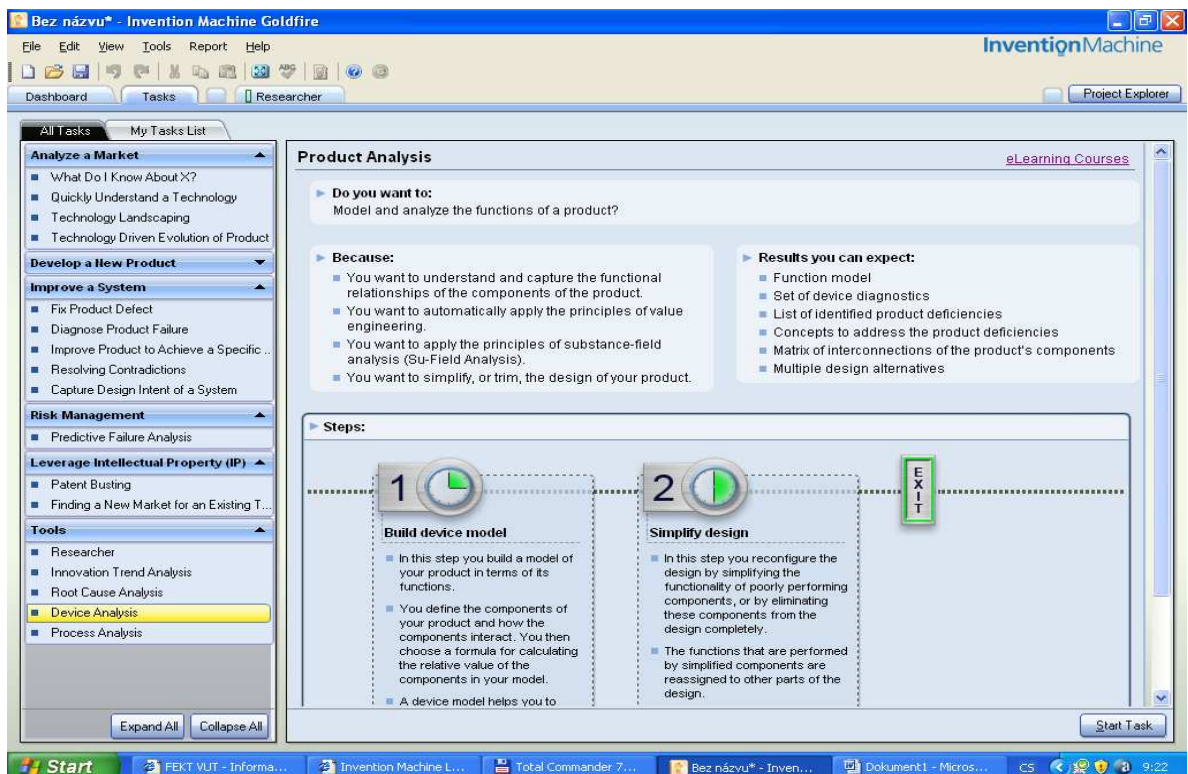 Bez názvu* - Invention Machine Goldfire
File Edit View Tools Report Help
InventionMachine
ABC
Dashboard Tasks Researcher Project Explorer
All Tasks My Tasks List
Analyze a Market
What Do I Know About X?
Quickly Understand a Technology
Technology Landscaping
Technology Driven Evolution of Product
Develop a New Product
Improve a System
Fix Product Defect
Diagnose Product Failure
Improve Product to Achieve a Specific ..
Resolving Contradictions
Capture Design Intent of a System
Risk Management
Predictive Failure Analysis
Leverage Intellectual Property (IP)
Patent Busting
Finding a New Market for an Existing T...
Tools
Researcher
Innovation Trend Analysis
Root Cause Analysis
Device Analysis
Process Analysis
Expand All Collapse All
Product Analysis
eLearning Courses
Do you want to:
Model and analyze the functions of a product?
Because:
You want to understand and capture the functional
relationships of the components of the product.
You want to automatically apply the principles of value
engineering.
You want to apply the principles of substance-field
analysis (Su-Field Analysis).
You want to simplify, or trim, the design of your product.
Results you can expect:
Function model
Set of device diagnostics
List of identified product deficiencies
Concepts to address the product deficiencies
Matrix of interconnections of the product's components
Multiple design alternatives
Steps:
1
Build device model
In this step you build a model of
your product in terms of its
functions.
You define the components of
your product and how the
components interact. You then
choose a formula for calculating
the relative value of the
components in your model.
A device model helps you to
2
Simplify design
In this step you reconfigure the
design by simplifying the
functionality of poorly performing
components, or by eliminating
these components from the
design completely.
The functions that are performed
by simplified components are
reassigned to other parts of the
design.
EXIT
Start Task
Start FEKT VUT - Informa... Invention Machine L... Total Commander 7... Bez názvu* - Inven... Dokument1 - Micros... CS 9:22